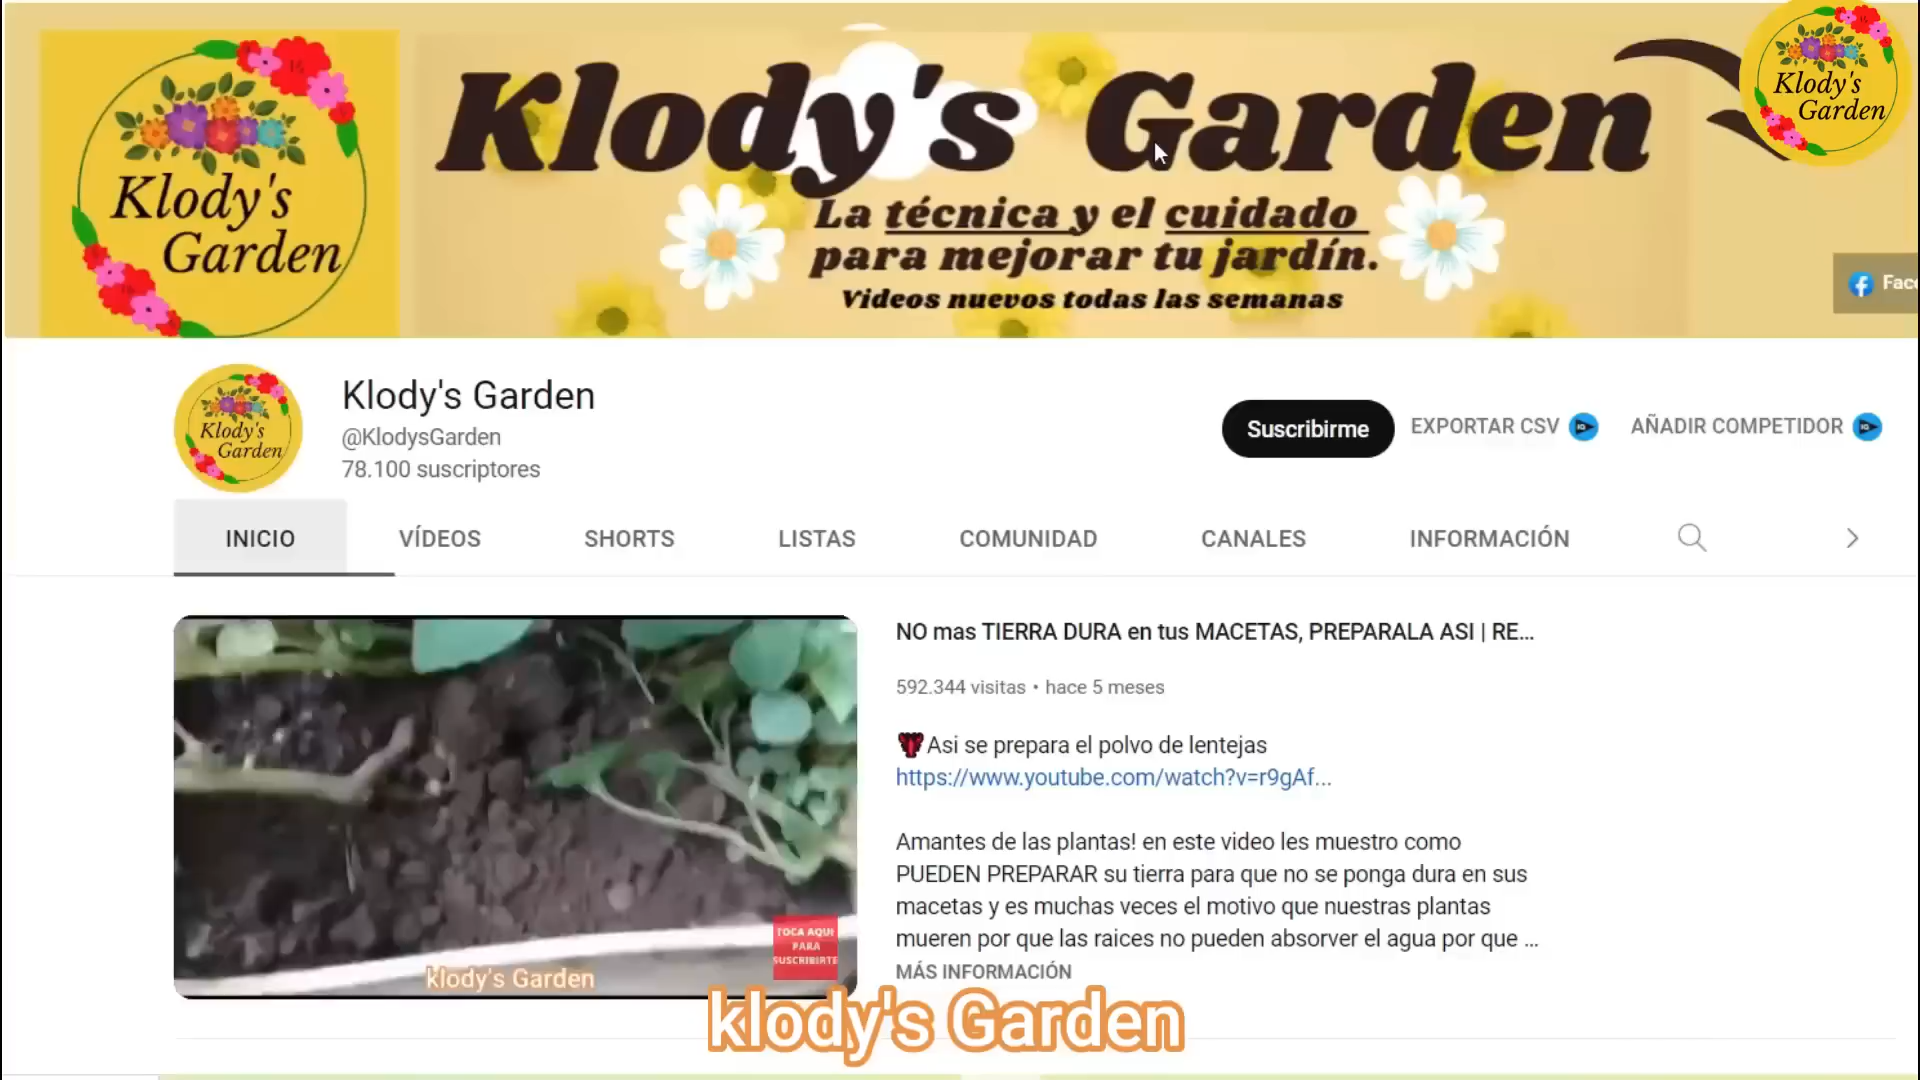 Klody's Garden
Klody's
Garden
La técnica y el cuidado
para mejorar tu jardín.
Videos nuevos todas las semanas
Klody's
Garden
Klody's
Garden
Klody's Garden
@KlodysGarden
78.100 suscriptores
Suscribirme
EXPORTAR CSV
AÑADIR COMPETIDOR
INICIO
VÍDEOS
SHORTS
LISTAS
COMUNIDAD
CANALES
INFORMACIÓN
NO mas TIERRA DURA en tus MACETAS, PREPARALA ASI | RE...
592.344 visitas • hace 5 meses
Asi se prepara el polvo de lentejas
https://www.youtube.com/watch?v=r9gAf...
Amantes de las plantas! en este video les muestro como
PUEDEN PREPARAR su tierra para que no se ponga dura en sus
macetas y es muchas veces el motivo que nuestras plantas
mueren por que las raices no pueden absorver el agua por que ...
MÁS INFORMACIÓN
TOCA AQUI
PARA
SUSCRIBIRTE
klody's Garden
klody's Garden